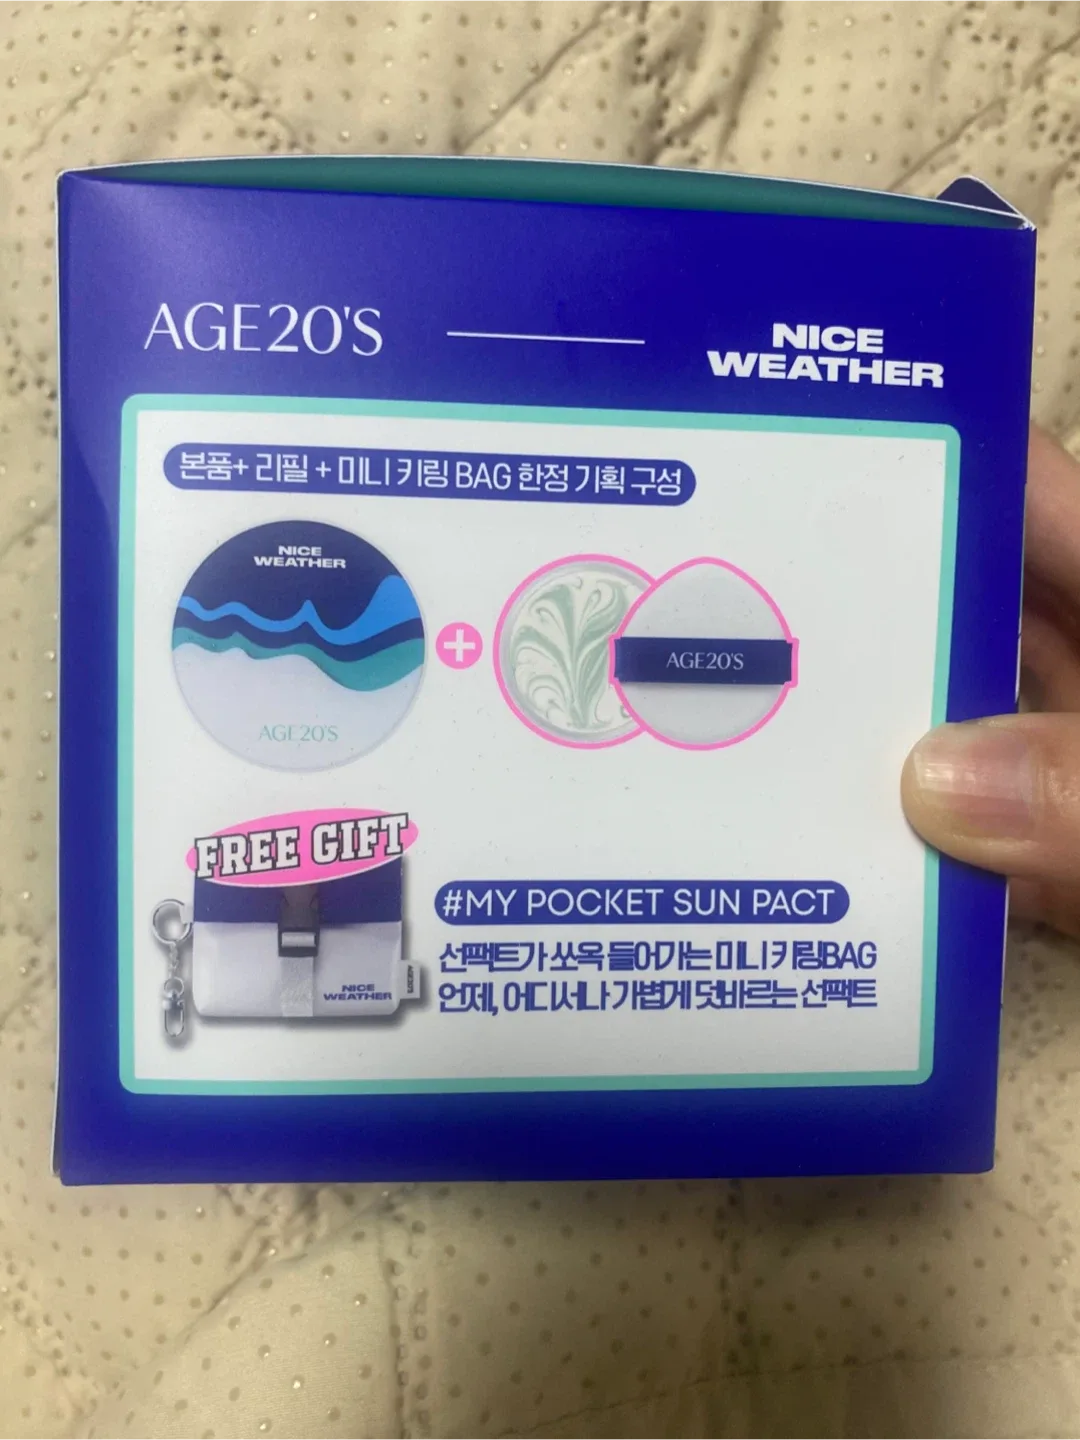 AGE20'S
NICE
WEATHER
본품+ 리필 + 미니 키링 BAG 한정 기획 구성
NICE
WEATHER
AGE20'S
AGE20'S
FREE GIFT
NICE
WEATHER
#MY POCKET SUN PACT
선팩트가 쏘옥 들어가는 미니 키링BAG
언제, 어디서나 가볍게 덧바르는 선팩트